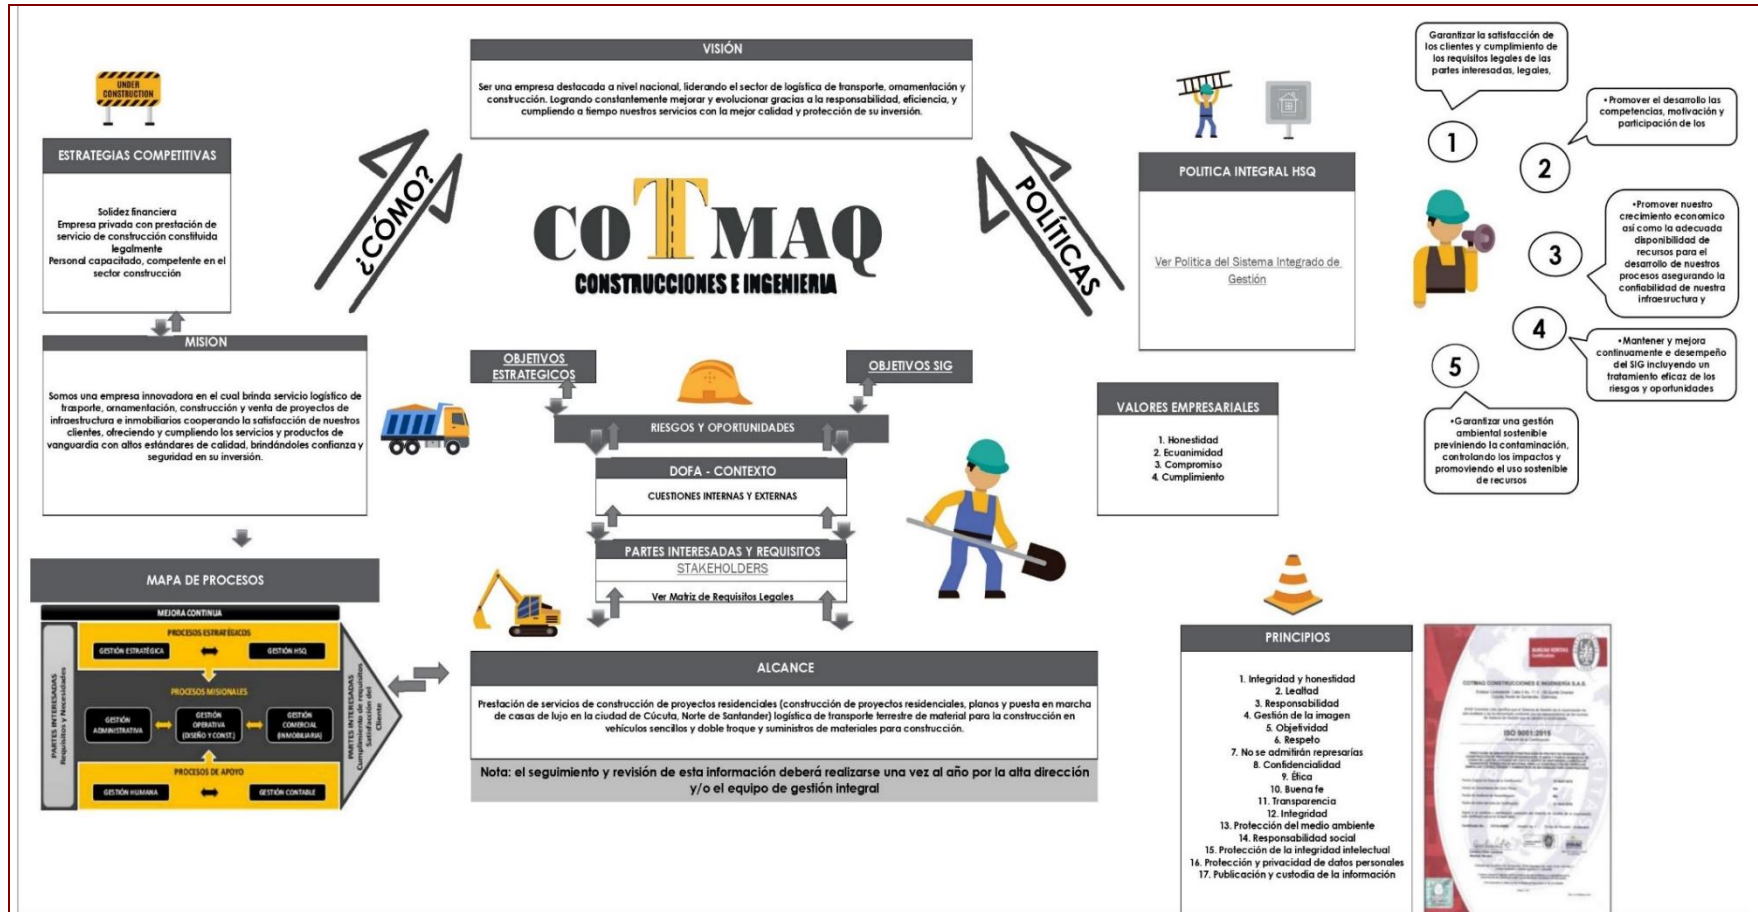 UNDER
CONSTRUCTION
ESTRATEGIAS COMPETITIVAS
Solidez financiera
Empresa privada con prestación de
servicio de construcción constituida
legalmente
Personal capacitado, competente en el
sector construcción
MISION
Somos una empresa innovadora en el cual brinda servicio logístico de
trasporte, ornamentación, construcción y venta de proyectos de
infraestructura e inmobiliarios cooperando la satisfacción de nuestros
clientes, ofreciendo y cumpliendo los servicios y productos de
vanguardia con altos estándares de calidad, brindándoles confianza y
seguridad en su inversión.
MAPA DE PROCESOS
MEJORA CONTINUA
PARTES INTERESADAS
Requisitos y Necesidades
PROCESOS ESTRATÉGICOS
GESTIÓN ESTRATÉGICA
GESTIÓN HSQ
PROCESOS MISIONALES
GESTIÓN
ADMINISTRATIVA
GESTIÓN
OPERATIVA
(DISEÑO Y CONST.)
GESTIÓN
COMERCIAL
(INMOBILIARIA)
PROCESOS DE APOYO
GESTIÓN HUMANA
GESTIÓN CONTABLE
PARTES INTERESADAS
Cumplimiento de requisitos
Satisfacción del
Cliente
VISIÓN
Ser una empresa destacada a nivel nacional, liderando el sector de logística de transporte, ornamentación y
construcción. Logrando constantemente mejorar y evolucionar gracias a la responsabilidad, eficiencia, y
cumpliendo a tiempo nuestros servicios con la mejor calidad y protección de su inversión.
¿CÓMO?
COTMAQ
CONSTRUCCIONES E INGENIERIA
POLÍTICAS
OBJETIVOS
ESTRATEGICOS
OBJETIVOS SIG
RIESGOS Y OPORTUNIDADES
DOFA - CONTEXTO
CUESTIONES INTERNAS Y EXTERNAS
PARTES INTERESADAS Y REQUISITOS
STAKEHOLDERS
Ver Matriz de Requisitos Legales
ALCANCE
Prestación de servicios de construcción de proyectos residenciales (construcción de proyectos residenciales, planos y puesta en marcha
de casas de lujo en la ciudad de Cúcuta, Norte de Santander) logística de transporte terrestre de material para la construcción en
vehículos sencillos y doble troque y suministros de materiales para construcción.
Nota: el seguimiento y revisión de esta información deberá realizarse una vez al año por la alta dirección
y/o el equipo de gestión integral
POLITICA INTEGRAL HSQ
Ver Politica del Sistema Integrado de
Gestión
VALORES EMPRESARIALES
1. Honestidad
2. Ecuanimidad
3. Compromiso
4. Cumplimiento
Garantizar la satisfacción de
los clientes y cumplimiento de
los requisitos legales de las
partes interesadas, legales,
1
•Promover el desarrollo las
competencias, motivación y
participación de los
2
•Promover nuestro
crecimiento economico
así como la adecuada
disponibilidad de
recursos para el
desarrollo de nuestros
procesos asegurando la
confiabilidad de nuestra
infraesructura y
3
4
•Mantener y mejora
continuamente e desempeño
del SIG incluyendo un
tratamiento eficaz de los
riesgos y oportunidades
5
•Garantizar una gestión
ambiental sostenible
previniendo la contaminación,
controlando los impactos y
promoviendo el uso sostenible
de recursos
PRINCIPIOS
1. Integridad y honestidad
2. Lealtad
3. Responsabilidad
4. Gestión de la imagen
5. Objetividad
6. Respeto
7. No se admitirán represarías
8. Confidencialidad
9. Ética
10. Buena fe
11. Transparencia
12. Integridad
13. Protección del medio ambiente
14. Responsabilidad social
15. Protección de la integridad intelectual
16. Protección y privacidad de datos personales
17. Publicación y custodia de la información
BUREAU VERITAS
Certification
COTMAQ CONSTRUCCIONES E INGENIERÍA S.A.S.
ISO 9001:2015